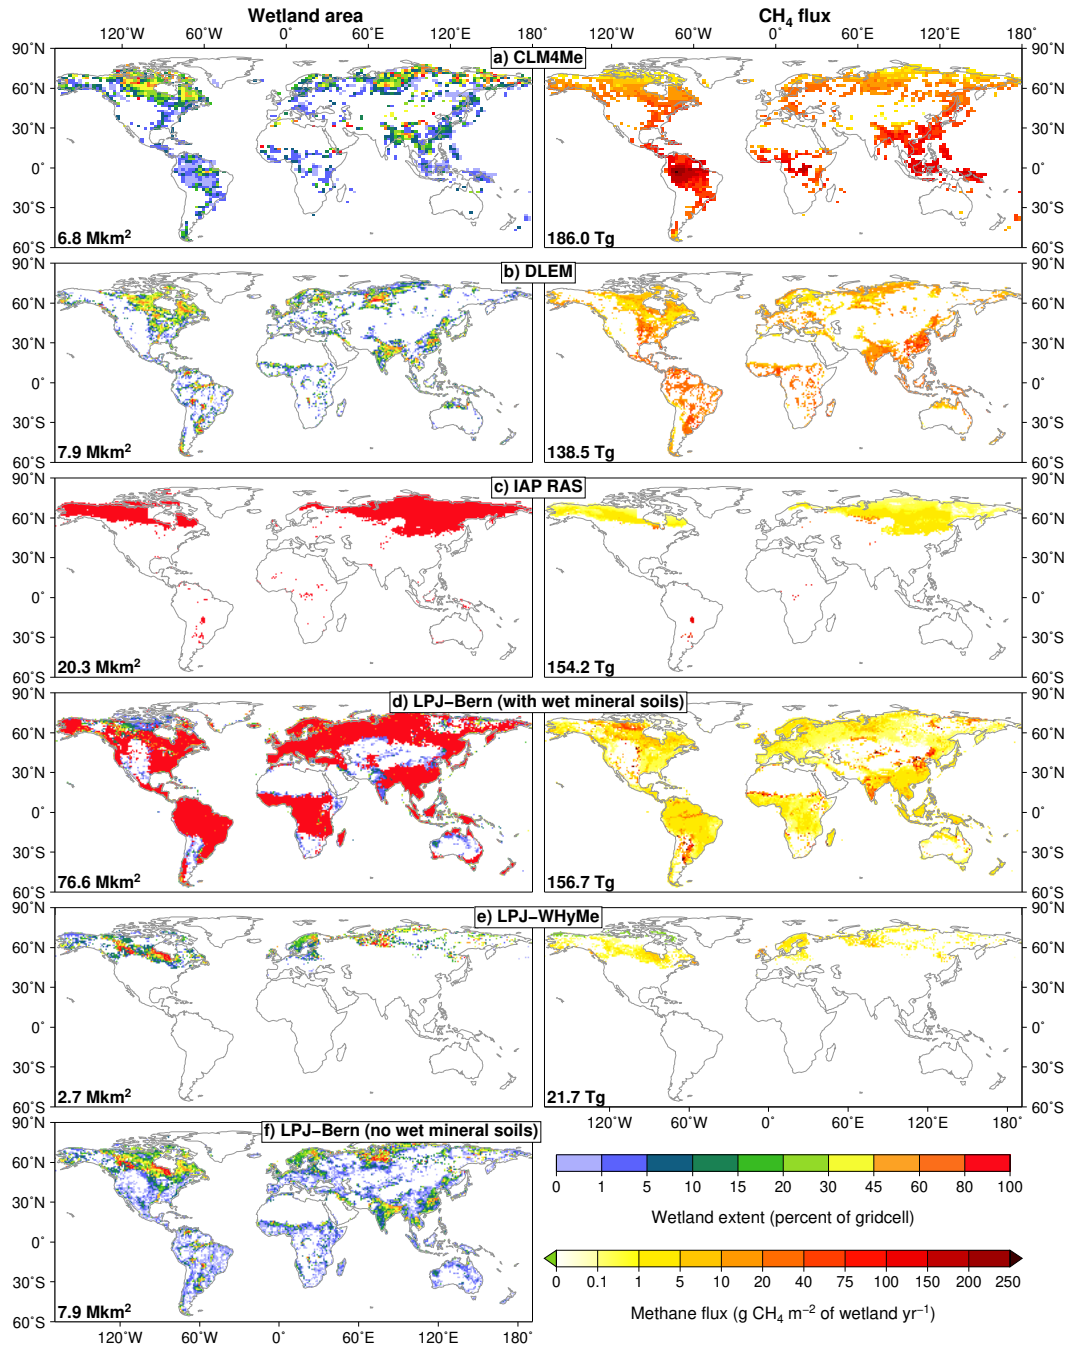 Wetland area
CH₄ flux
120°W 60°W 0° 60°E 120°E 180°
120°W 60°W 0° 60°E 120°E 180°
a) CLM4Me
90°N 90°N
60°N 60°N
30°N 30°N
0° 0°
30°S 30°S
60°S 60°S
6.8 Mkm²
186.0 Tg
b) DLEM
90°N 90°N
60°N 60°N
30°N 30°N
0° 0°
30°S 30°S
60°S 60°S
7.9 Mkm²
138.5 Tg
c) IAP RAS
90°N 90°N
60°N 60°N
30°N 30°N
0° 0°
30°S 30°S
60°S 60°S
20.3 Mkm²
154.2 Tg
d) LPJ−Bern (with wet mineral soils)
90°N 90°N
60°N 60°N
30°N 30°N
0° 0°
30°S 30°S
60°S 60°S
76.6 Mkm²
156.7 Tg
e) LPJ−WHyMe
90°N 90°N
60°N 60°N
30°N 30°N
0° 0°
30°S 30°S
60°S 60°S
2.7 Mkm²
21.7 Tg
120°W 60°W 0° 60°E 120°E 180°
f) LPJ−Bern (no wet mineral soils)
90°N
60°N
30°N
0°
30°S
60°S
7.9 Mkm²
120°W 60°W 0° 60°E 120°E 180°
0 1 5 10 15 20 30 45 60 80 100
Wetland extent (percent of gridcell)
0 0.1 1 5 10 20 40 75 100 150 200 250
Methane flux (g CH₄ m⁻² of wetland yr⁻¹)